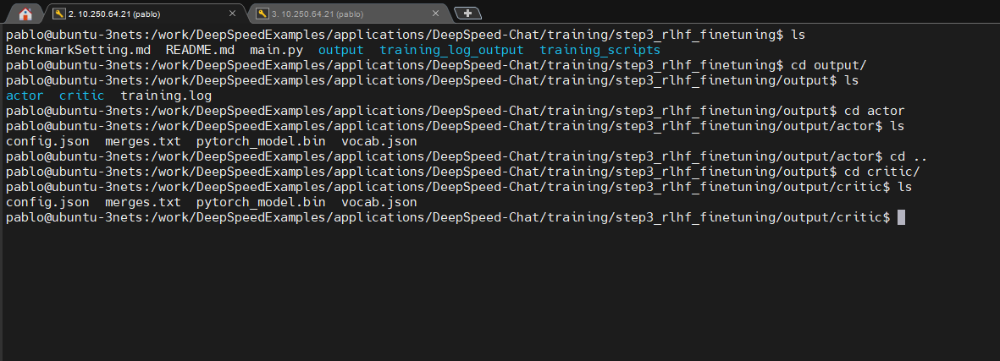 2. 10.250.64.21 (pablo)
3. 10.250.64.21 (pablo)
pablo@ubuntu-3nets:/work/DeepSpeedExamples/applications/DeepSpeed-Chat/training/step3_rlhf_finetuning$ ls
BenckmarkSetting.md  README.md  main.py  output  training_log_output  training_scripts
pablo@ubuntu-3nets:/work/DeepSpeedExamples/applications/DeepSpeed-Chat/training/step3_rlhf_finetuning$ cd output/
pablo@ubuntu-3nets:/work/DeepSpeedExamples/applications/DeepSpeed-Chat/training/step3_rlhf_finetuning/output$ ls
actor  critic  training.log
pablo@ubuntu-3nets:/work/DeepSpeedExamples/applications/DeepSpeed-Chat/training/step3_rlhf_finetuning/output$ cd actor
pablo@ubuntu-3nets:/work/DeepSpeedExamples/applications/DeepSpeed-Chat/training/step3_rlhf_finetuning/output/actor$ ls
config.json  merges.txt  pytorch_model.bin  vocab.json
pablo@ubuntu-3nets:/work/DeepSpeedExamples/applications/DeepSpeed-Chat/training/step3_rlhf_finetuning/output/actor$ cd ..
pablo@ubuntu-3nets:/work/DeepSpeedExamples/applications/DeepSpeed-Chat/training/step3_rlhf_finetuning/output$ cd critic/
pablo@ubuntu-3nets:/work/DeepSpeedExamples/applications/DeepSpeed-Chat/training/step3_rlhf_finetuning/output/critic$ ls
config.json  merges.txt  pytorch_model.bin  vocab.json
pablo@ubuntu-3nets:/work/DeepSpeedExamples/applications/DeepSpeed-Chat/training/step3_rlhf_finetuning/output/critic$